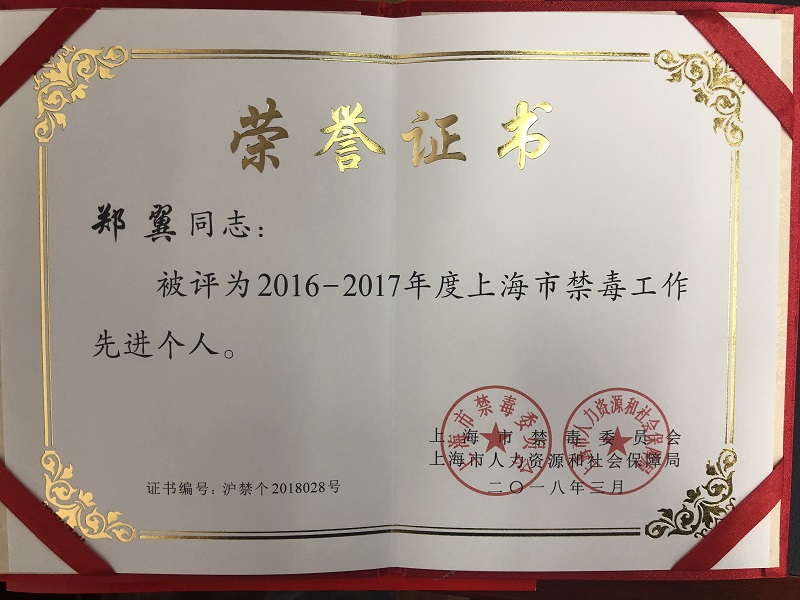 荣誉证书
郑翼同志：
被评为2016-2017年度上海市禁毒工作
先进个人。
上海市禁毒委员会
上海市人力资源和社会保障局
二〇一八年三月
证书编号：沪禁个2018028号